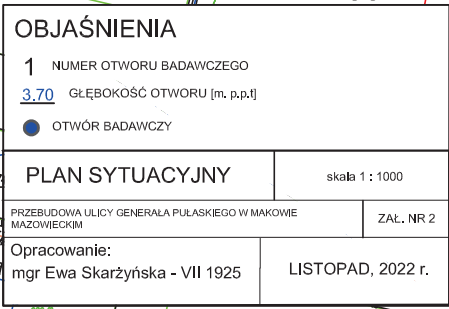 OBJAŚNIENIA
1 NUMER OTWORU BADAWCZEGO
3.70 GŁĘBOKOŚĆ OTWORU [m. p.p.t]
OTWÓR BADAWCZY
PLAN SYTUACYJNY
skala 1 : 1000
PRZEBUDOWA ULICY GENERAŁA PUŁASKIEGO W MAKOWIE
MAZOWIECKIM
ZAŁ. NR 2
Opracowanie:
mgr Ewa Skarżyńska - VII 1925
LISTOPAD, 2022 r.